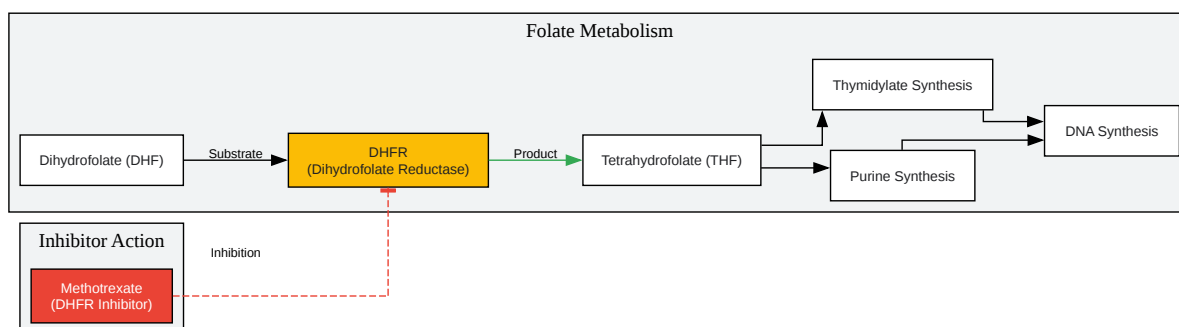 Folate Metabolism
Thymidylate Synthesis
DNA Synthesis
Dihydrofolate (DHF)
Substrate
DHFR
(Dihydrofolate Reductase)
Product
Tetrahydrofolate (THF)
Purine Synthesis
Inhibitor Action
Inhibition
Methotrexate
(DHFR Inhibitor)